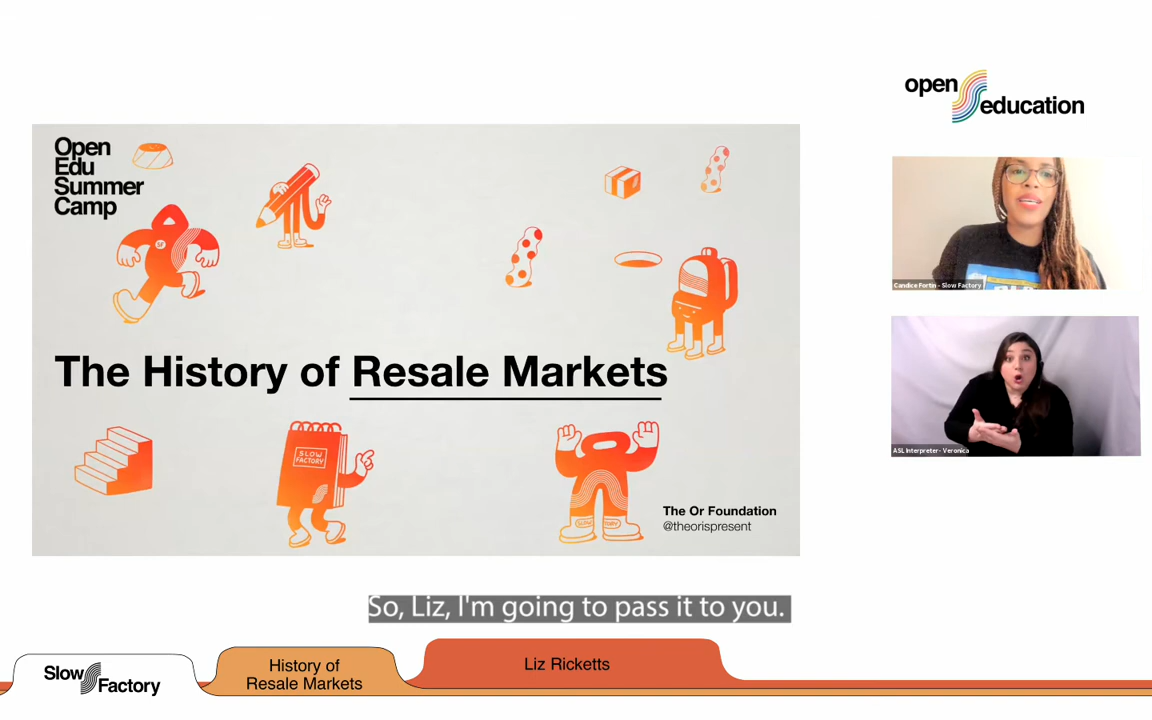 open
education
Open
Edu
Summer
Camp
SF
The History of Resale Markets
SLOW
FACTORY
The Or Foundation
@theorispresent
Candice Fortin - Slow Factory
ASL Interpreter- Veronica
So, Liz, I'm going to pass it to you.
Slow
Factory
History of
Resale Markets
Liz Ricketts